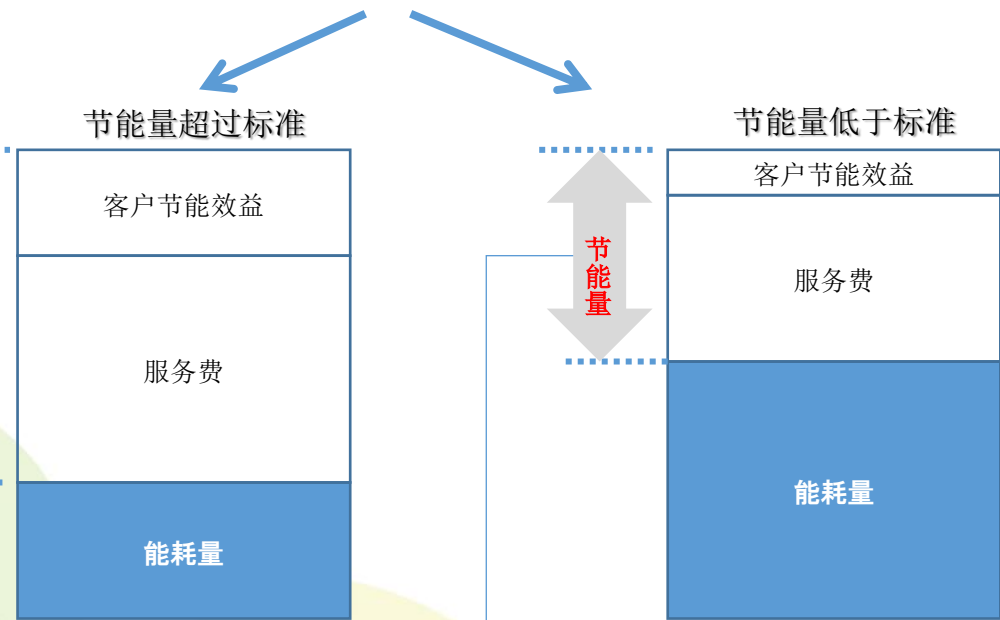 节能量超过标准
客户节能效益
服务费
能耗量
节能量低于标准
客户节能效益
节能量
服务费
能耗量